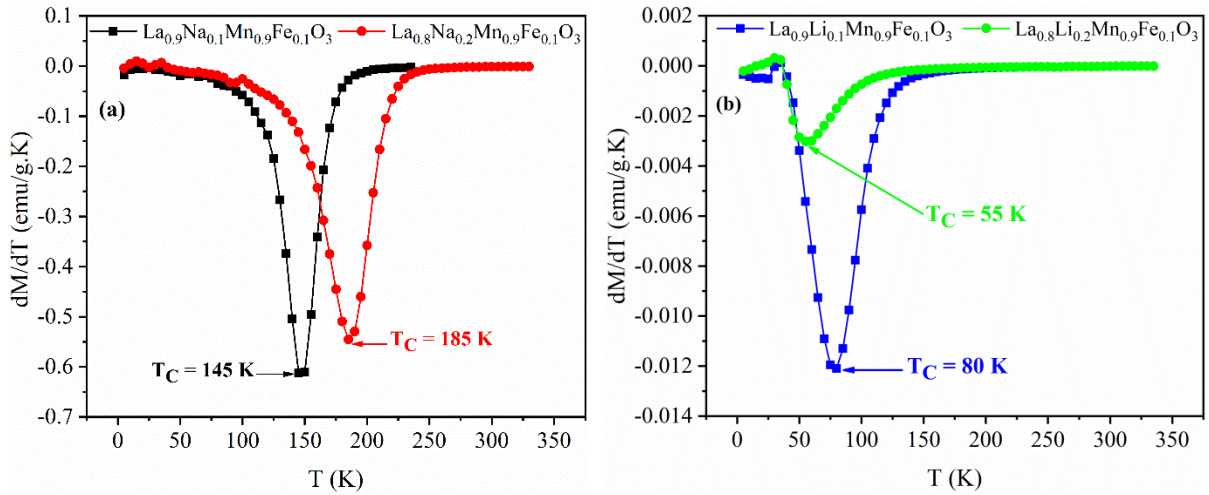 La0.9Na0.1Mn0.9Fe0.1O3 La0.8Na0.2Mn0.9Fe0.1O3
0.1
0.0
-0.1
-0.2
-0.3
-0.4
-0.5
-0.6
-0.7
dM/dT (emu/g.K)
(a)
TC = 185 K
TC = 145 K
0 50 100 150 200 250 300 350
T (K)
La0.9Li0.1Mn0.9Fe0.1O3 La0.8Li0.2Mn0.9Fe0.1O3
0.002
0.000
-0.002
-0.004
-0.006
-0.008
-0.010
-0.012
-0.014
dM/dT (emu/g.K)
(b)
TC = 55 K
TC = 80 K
0 50 100 150 200 250 300 350
T (K)